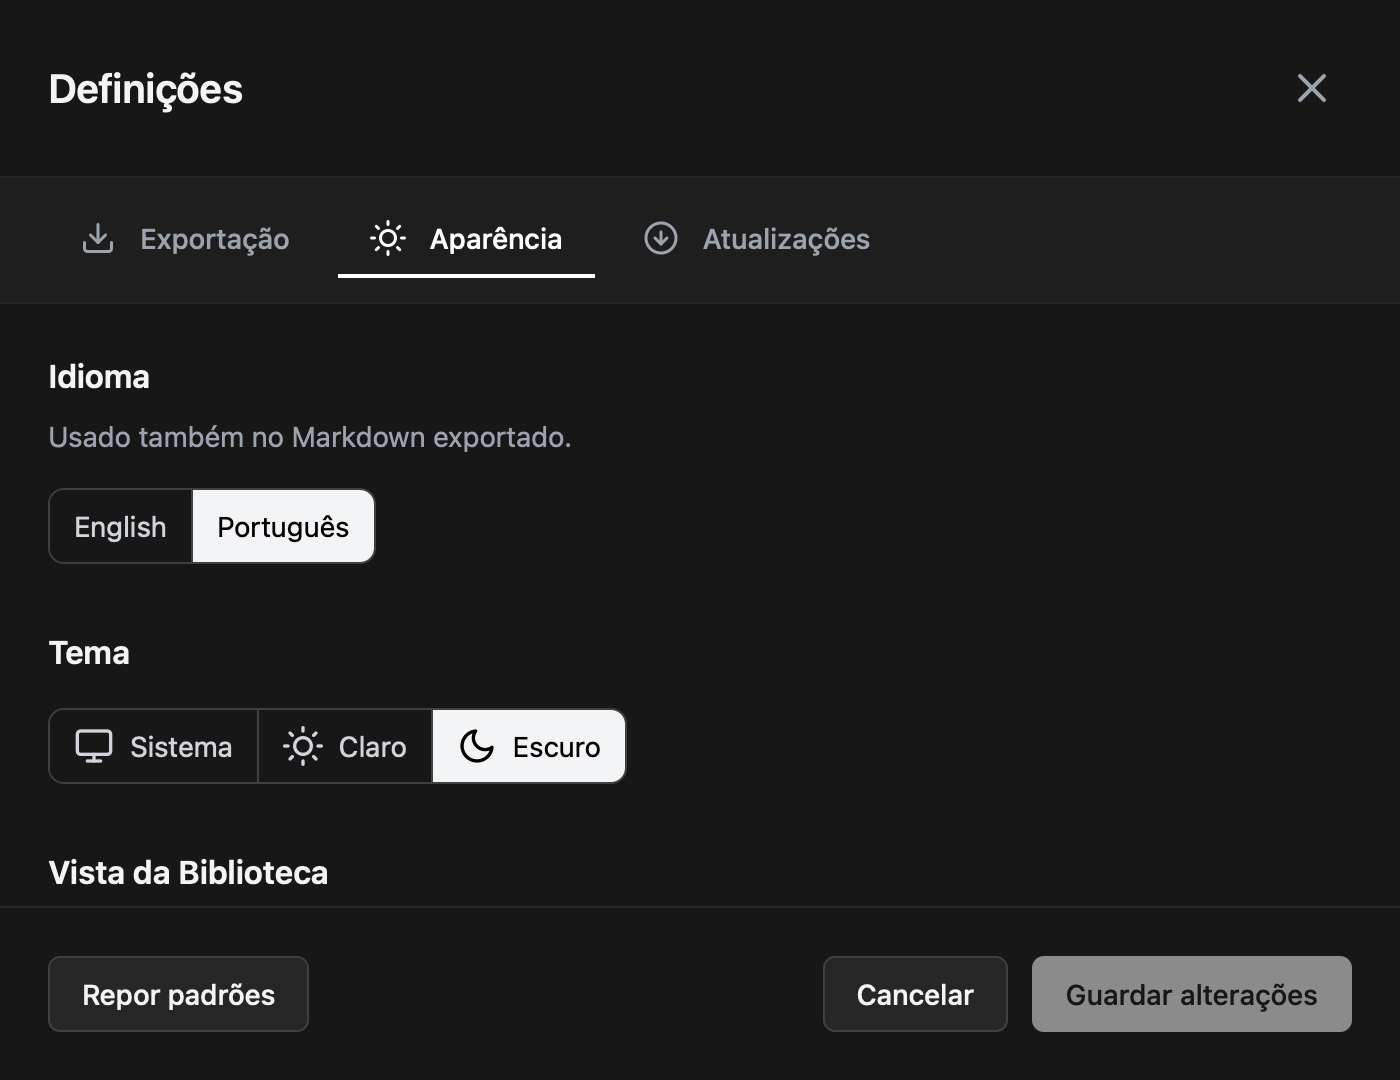 Definições
Exportação Aparência Atualizações
Idioma
Usado também no Markdown exportado.
English Português
Tema
Sistema Claro Escuro
Vista da Biblioteca
Repor padrões Cancelar Guardar alterações